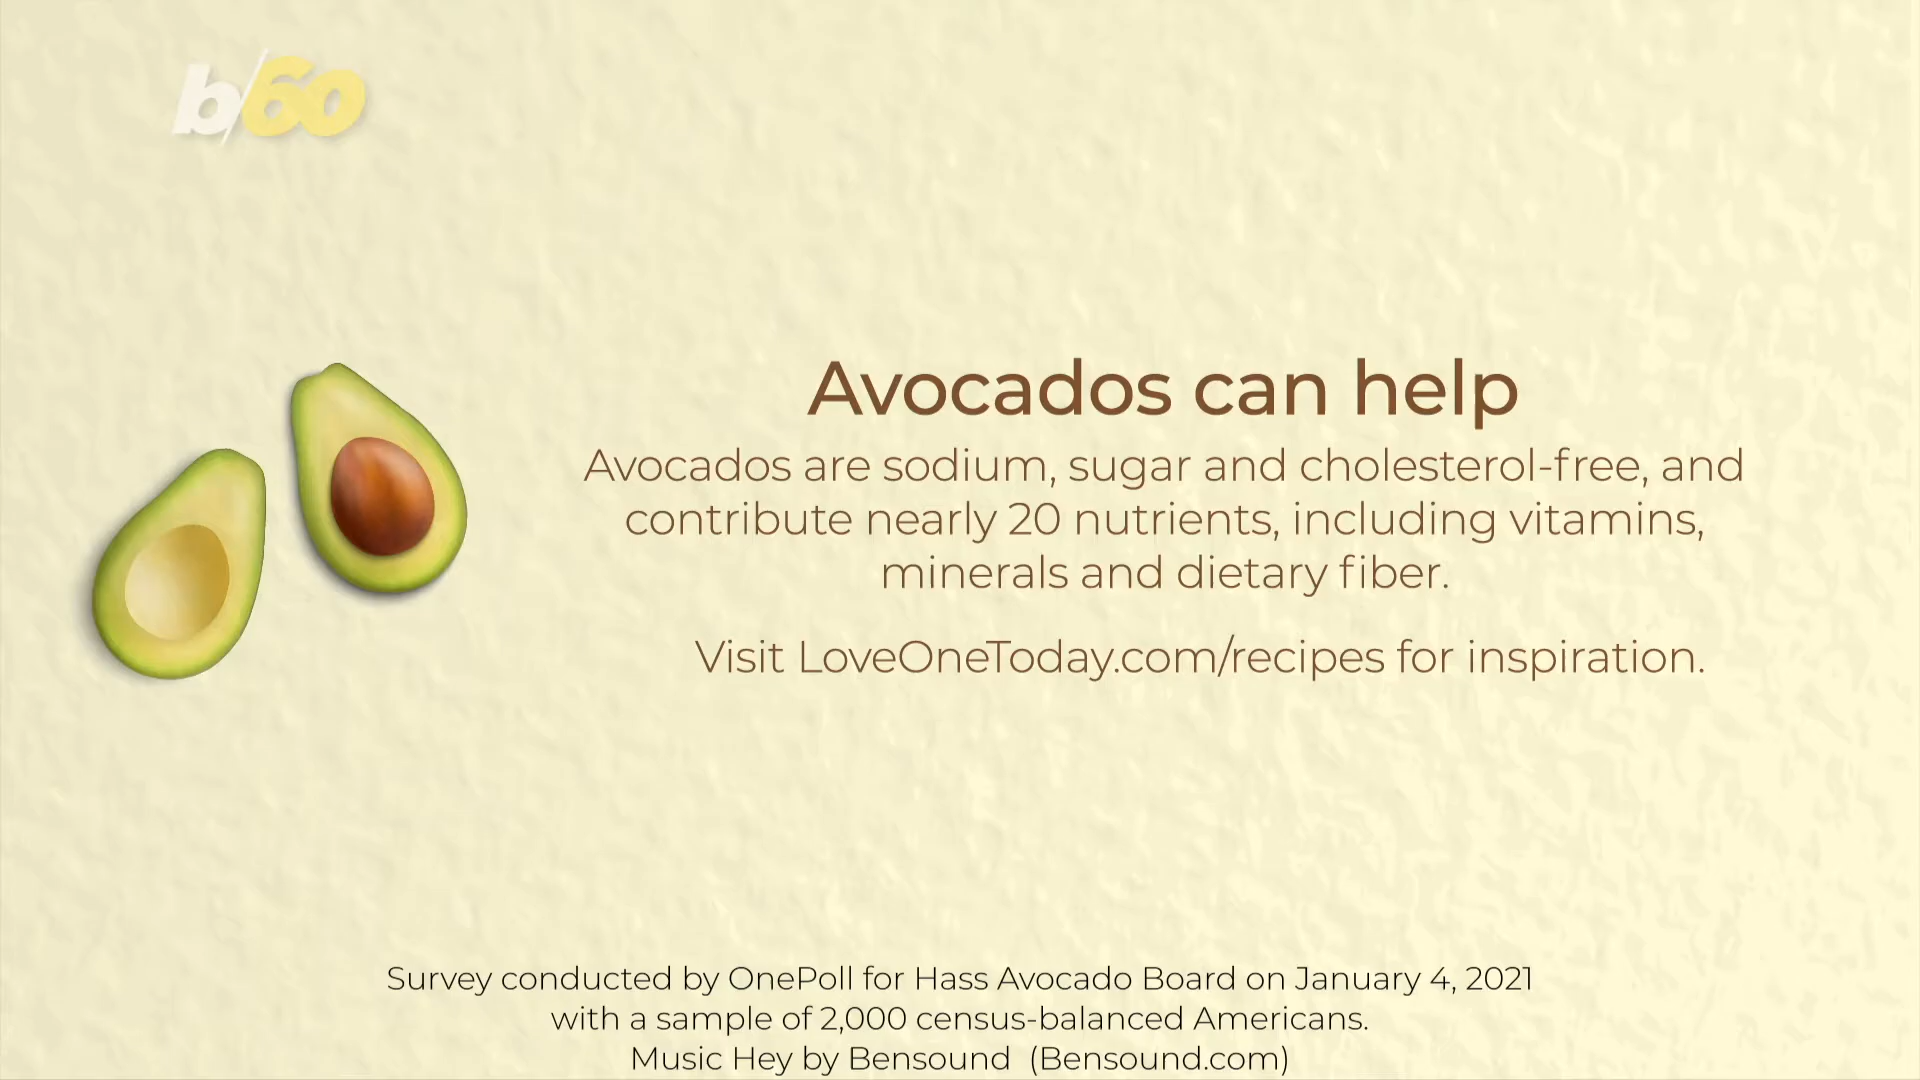 b/60
Avocados can help
Avocados are sodium, sugar and cholesterol-free, and
contribute nearly 20 nutrients, including vitamins,
minerals and dietary fiber.
Visit LoveOneToday.com/recipes for inspiration.
Survey conducted by OnePoll for Hass Avocado Board on January 4, 2021
with a sample of 2,000 census-balanced Americans.
Music Hey by Bensound (Bensound.com)